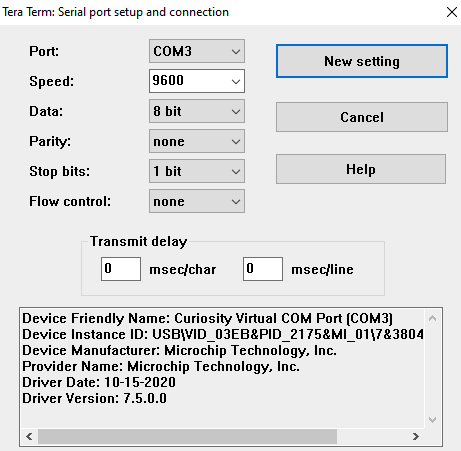 Tera Term: Serial port setup and connection
Port: COM3 New setting
Speed: 9600
Data: 8 bit Cancel
Parity: none
Stop bits: 1 bit Help
Flow control: none
Transmit delay
0 msec/char 0 msec/line
Device Friendly Name: Curiosity Virtual COM Port (COM3)
Device Instance ID: USB\VID_03EB&PID_2175&MI_01\7&3804
Device Manufacturer: Microchip Technology, Inc.
Provider Name: Microchip Technology, Inc.
Driver Date: 10-15-2020
Driver Version: 7.5.0.0